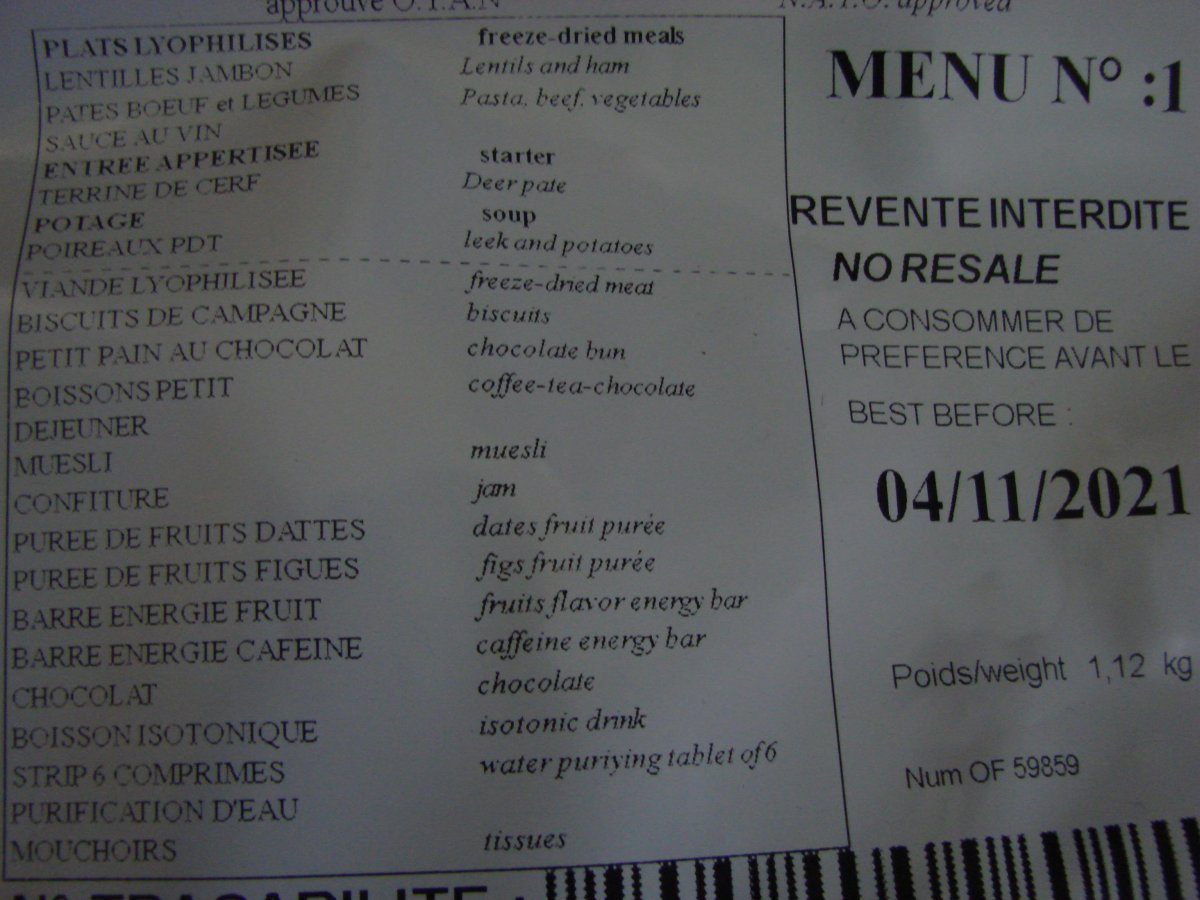 approuvé O.T.A.N N.A.T.O. approved
PLATS LYOPHILISES freeze-dried meals
LENTILLES JAMBON Lentils and ham
PATES BOEUF et LEGUMES Pasta, beef, vegetables
SAUCE AU VIN
ENTREE APPERTISEE starter
TERRINE DE CERF Deer pate
POTAGE soup
POIREAUX PDT leek and potatoes
VIANDE LYOPHILISEE freeze-dried meat
BISCUITS DE CAMPAGNE biscuits
PETIT PAIN AU CHOCOLAT chocolate bun
BOISSONS PETIT coffee-tea-chocolate
DEJEUNER
MUESLI muesli
CONFITURE jam
PUREE DE FRUITS DATTES dates fruit purée
PUREE DE FRUITS FIGUES figs fruit purée
BARRE ENERGIE FRUIT fruits flavor energy bar
BARRE ENERGIE CAFEINE caffeine energy bar
CHOCOLAT chocolate
BOISSON ISOTONIQUE isotonic drink
STRIP 6 COMPRIMES water puriying tablet of 6
PURIFICATION D'EAU
MOUCHOIRS tissues
MENU N° :1
REVENTE INTERDITE
NO RESALE
A CONSOMMER DE
PREFERENCE AVANT LE
BEST BEFORE :
04/11/2021
Poids/weight 1,12 kg
Num OF 59859
N° TRACABILITE :